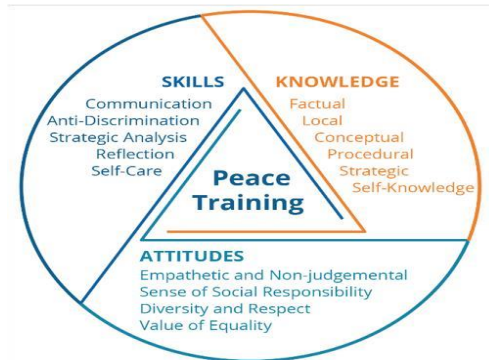 SKILLS
Communication
Anti-Discrimination
Strategic Analysis
Reflection
Self-Care
KNOWLEDGE
Factual
Local
Conceptual
Procedural
Strategic
Self-Knowledge
Peace
Training
ATTITUDES
Empathetic and Non-judgemental
Sense of Social Responsibility
Diversity and Respect
Value of Equality